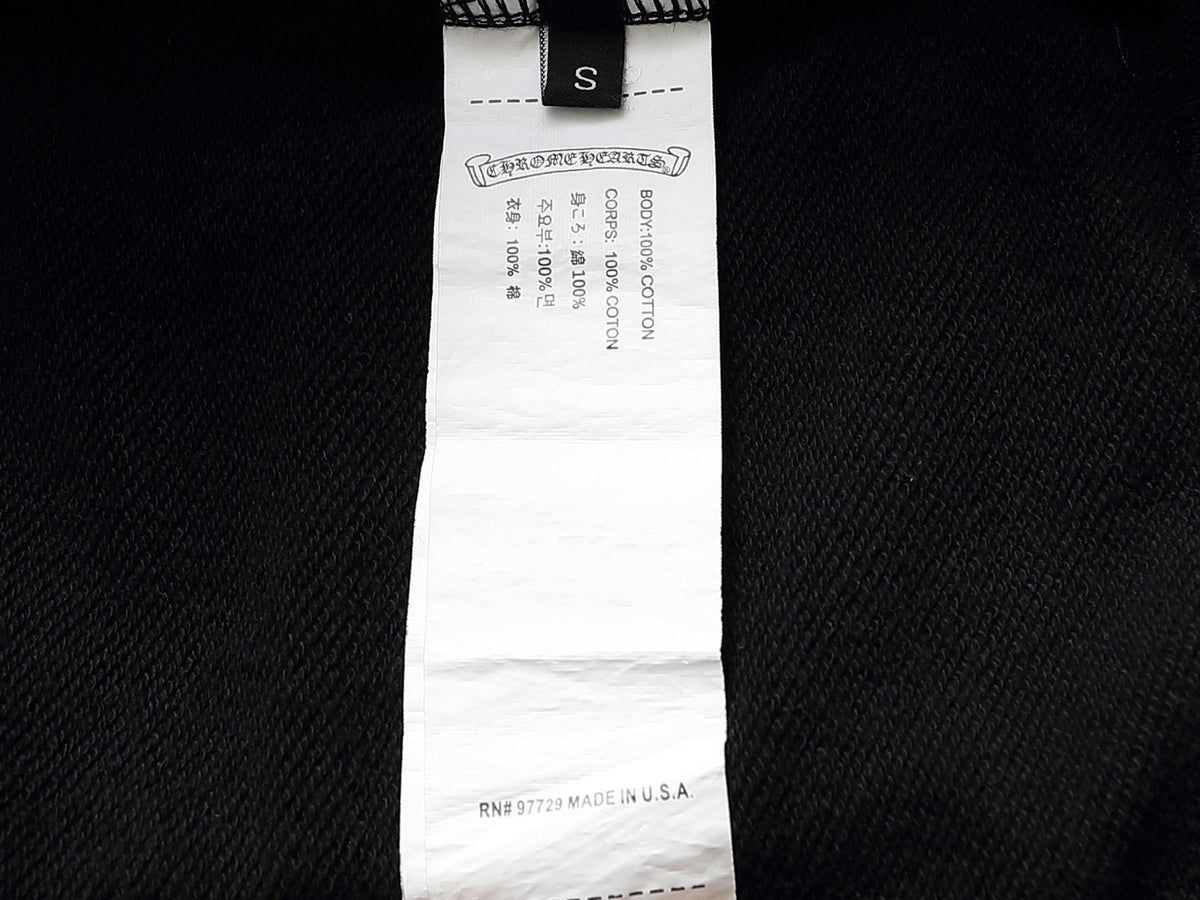 S
CHROME HEARTS®
BODY:100% COTTON
CORPS: 100% COTON
身ころ：綿 100%
주요부:100% 면
衣身: 100% 棉
RN# 97729 MADE IN U.S.A.